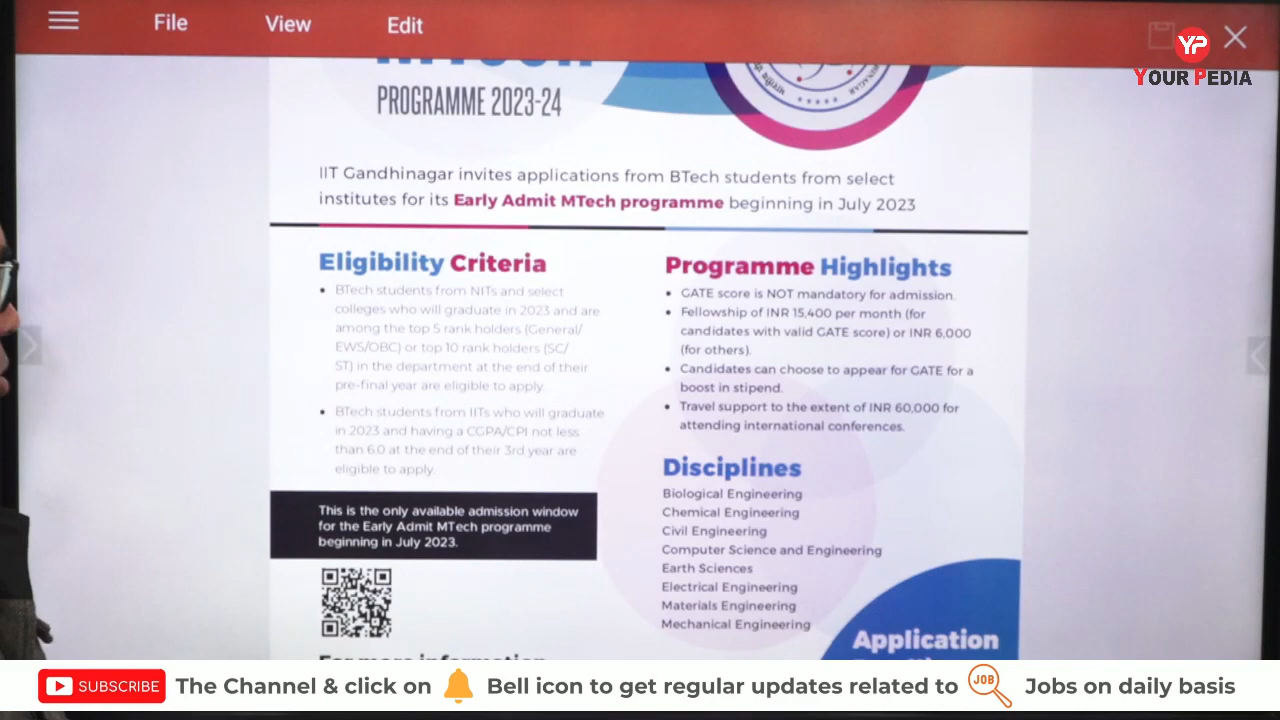 File View Edit
YP
YOUR PEDIA
PROGRAMME 2023-24
IIT Gandhinagar invites applications from BTech students from select
institutes for its Early Admit MTech programme beginning in July 2023
Eligibility Criteria
• BTech students from NITs and select
colleges who will graduate in 2023 and are
among the top 5 rank holders (General/
EWS/OBC) or top 10 rank holders (SC/
ST) in the department at the end of their
pre-final year are eligible to apply.
• BTech students from IITs who will graduate
in 2023 and having a CGPA/CPI not less
than 6.0 at the end of their 3rd year are
eligible to apply.
This is the only available admission window
for the Early Admit MTech programme
beginning in July 2023.
Programme Highlights
• GATE score is NOT mandatory for admission.
• Fellowship of INR 15,400 per month (for
candidates with valid GATE score) or INR 6,000
(for others).
• Candidates can choose to appear for GATE for a
boost in stipend.
• Travel support to the extent of INR 60,000 for
attending international conferences.
Disciplines
Biological Engineering
Chemical Engineering
Civil Engineering
Computer Science and Engineering
Earth Sciences
Electrical Engineering
Materials Engineering
Mechanical Engineering
Application
SUBSCRIBE The Channel & click on Bell icon to get regular updates related to JOB Jobs on daily basis